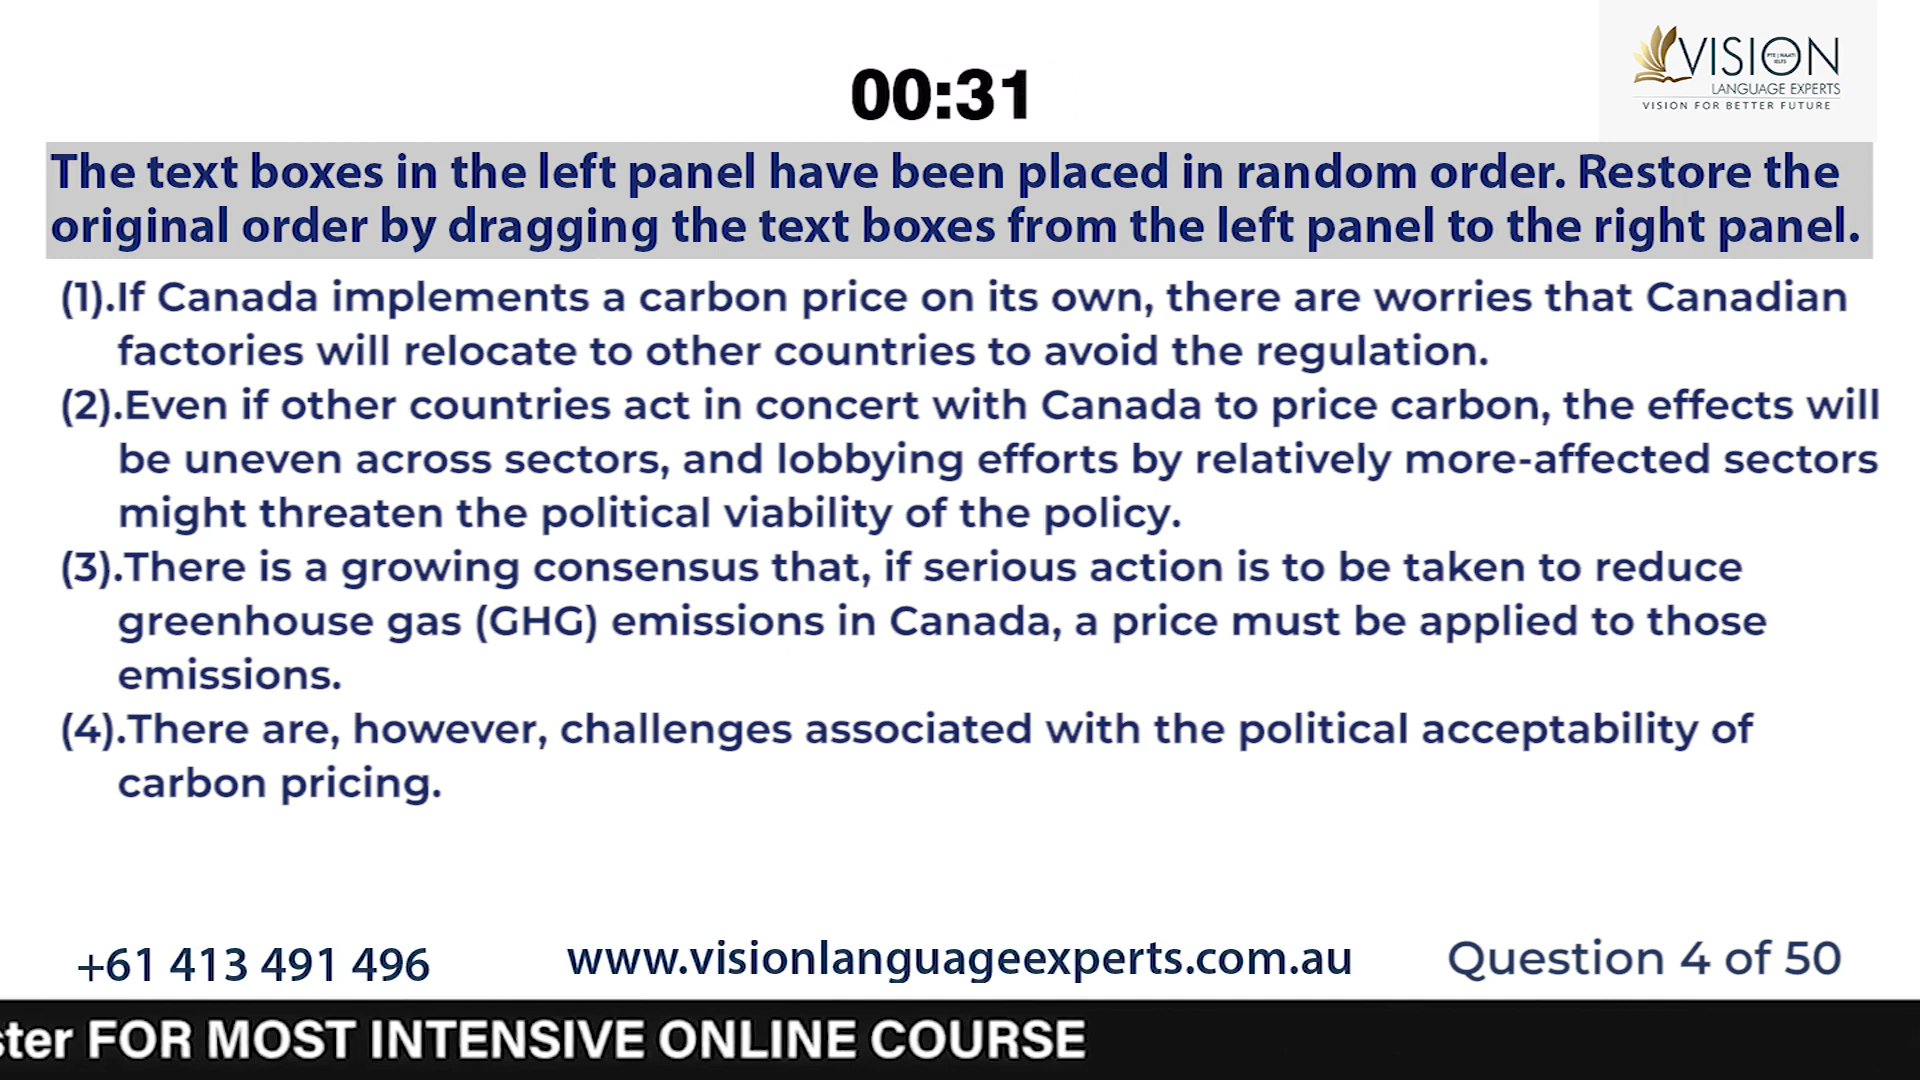 VISION
LANGUAGE EXPERTS
VISION FOR BETTER FUTURE
00:31
The text boxes in the left panel have been placed in random order. Restore the
original order by dragging the text boxes from the left panel to the right panel.
(1).If Canada implements a carbon price on its own, there are worries that Canadian
factories will relocate to other countries to avoid the regulation.
(2).Even if other countries act in concert with Canada to price carbon, the effects will
be uneven across sectors, and lobbying efforts by relatively more-affected sectors
might threaten the political viability of the policy.
(3).There is a growing consensus that, if serious action is to be taken to reduce
greenhouse gas (GHG) emissions in Canada, a price must be applied to those
emissions.
(4).There are, however, challenges associated with the political acceptability of
carbon pricing.
+61 413 491 496
www.visionlanguageexperts.com.au
Question 4 of 50
ster FOR MOST INTENSIVE ONLINE COURSE